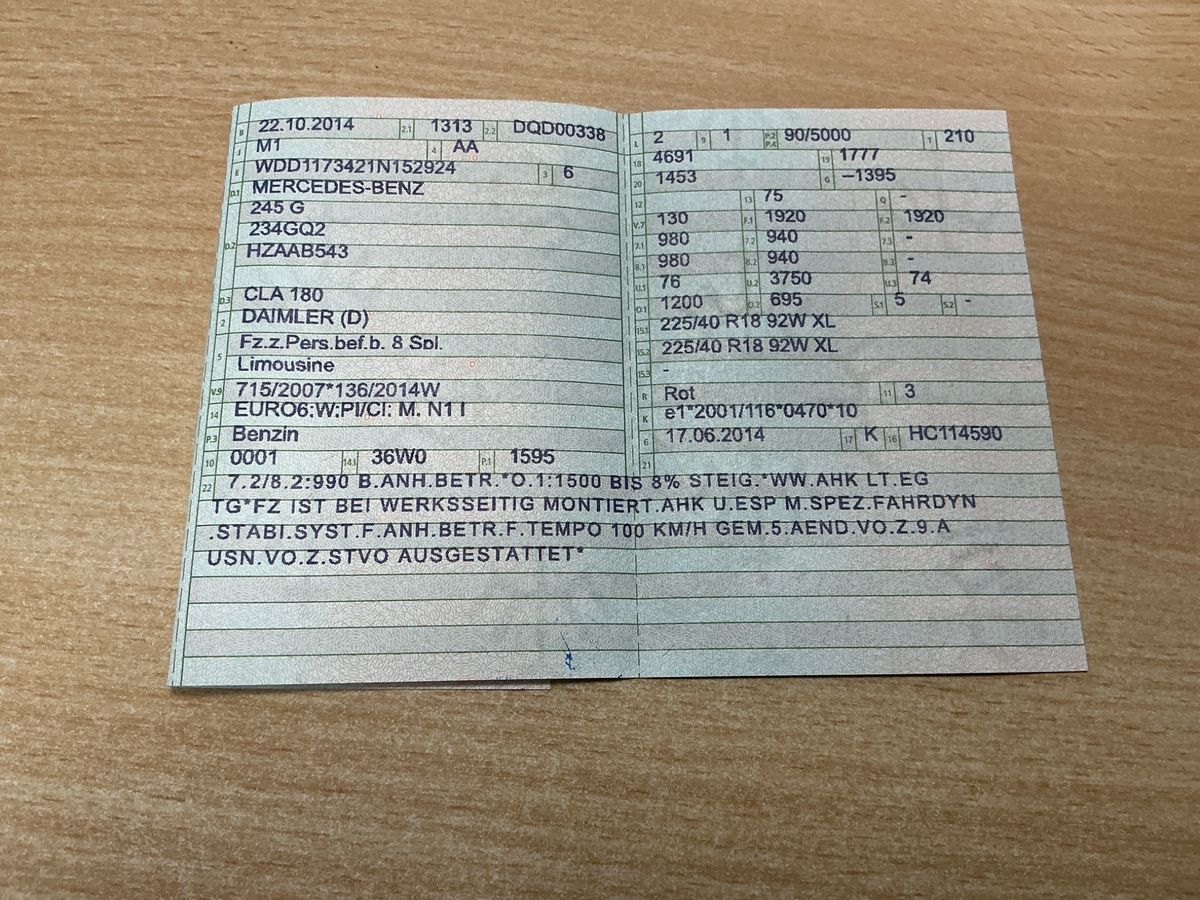 B 22.10.2014 2.1 1313 2.2 DQD00338
J M1 4 AA
E WDD1173421N152924 3 6
D.1 MERCEDES-BENZ
245 G
234GQ2
D.2 HZAAB543
D.3 CLA 180
2 DAIMLER (D)
Fz.z.Pers.bef.b. 8 Spl.
5 Limousine
V.9 715/2007*136/2014W
14 EURO6;W;PI/CI; M, N1 I
P.3 Benzin
10 0001 14.1 36W0 P.1 1595
L 2 9 1 P.2 P.4 90/5000 T 210
18 4691 19 1777
20 1453 G –1395
12 13 75 Q -
V.7 130 F.1 1920 F.2 1920
7.1 980 7.2 940 7.3 -
8.1 980 8.2 940 8.3 -
U.1 76 U.2 3750 U.3 74
O.1 1200 O.2 695 S.1 5 S.2 -
15.1 225/40 R18 92W XL
15.2 225/40 R18 92W XL
15.3 -
R Rot 11 3
K e1*2001/116*0470*10
6 17.06.2014 17 K 16 HC114590
21
22 7.2/8.2:990 B.ANH.BETR.*O.1:1500 BIS 8% STEIG.*WW.AHK LT.EG
TG*FZ IST BEI WERKSSEITIG MONTIERT.AHK U.ESP M.SPEZ.FAHRDYN
.STABI.SYST.F.ANH.BETR.F.TEMPO 100 KM/H GEM.5.AEND.VO.Z.9.A
USN.VO.Z.STVO AUSGESTATTET*